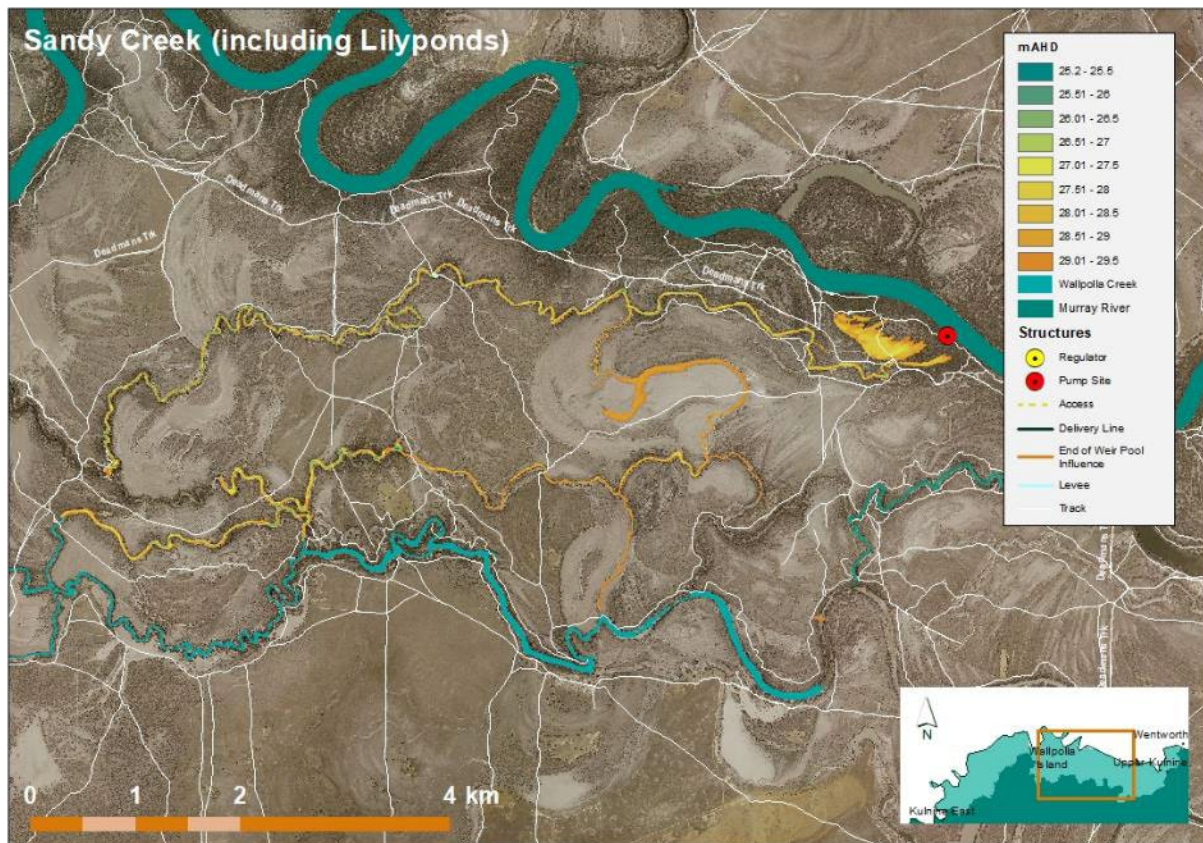 Sandy Creek (including Lilyponds)
mAHD
25.2 - 25.5
25.51 - 26
26.01 - 26.5
26.51 - 27
27.01 - 27.5
27.51 - 28
28.01 - 28.5
28.51 - 29
29.01 - 29.5
Wallpolla Creek
Murray River
Structures
Regulator
Pump Site
Access
Delivery Line
End of Weir Pool
Influence
Levee
Track
Deadmans Trk
Deadmans Trk
Deadmans Trk
Deadmans Trk
Deadmans Trk
Deadmans Trk
Deadmans Trk
N
Wentworth
Wallpolla
Island
Upper Kulnine
Kulnine East
0 1 2 4 km